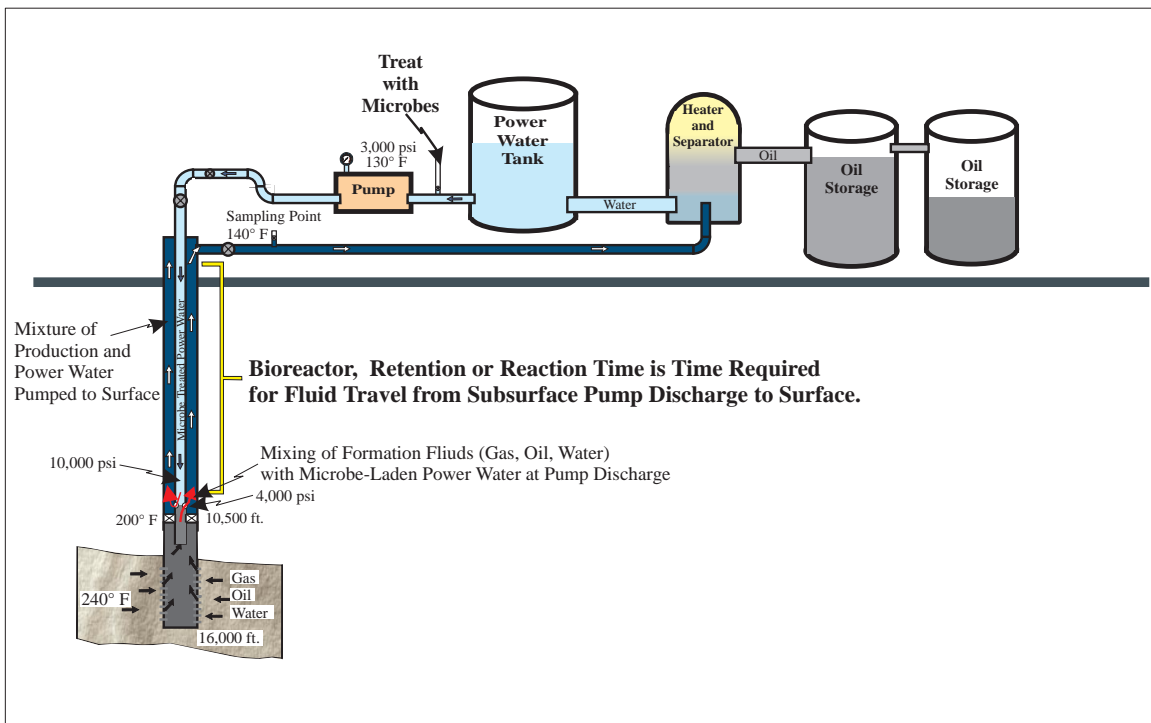 Treat
with
Microbes
3,000 psi
130° F
Pump
Power
Water
Tank
Heater
and
Separator
Oil
Water
Oil
Storage
Oil
Storage
Sampling Point
140° F
Microbe Treated Power Water
Mixture of
Production and
Power Water
Pumped to Surface
Bioreactor, Retention or Reaction Time is Time Required
for Fluid Travel from Subsurface Pump Discharge to Surface.
Mixing of Formation Fliuds (Gas, Oil, Water)
with Microbe-Laden Power Water at Pump Discharge
10,000 psi
4,000 psi
200° F
10,500 ft.
240° F
Gas
Oil
Water
16,000 ft.